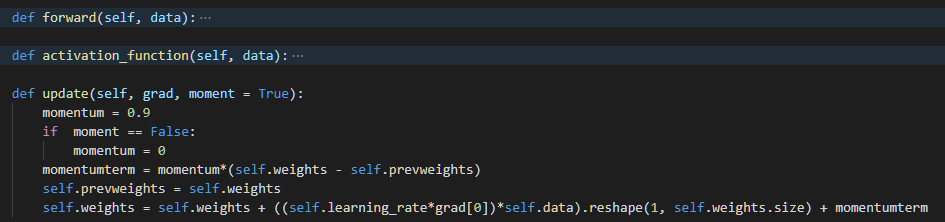 def forward(self, data):···
def activation_function(self, data):···
def update(self, grad, moment = True):
momentum = 0.9
if  moment == False:
momentum = 0
momentumterm = momentum*(self.weights - self.prevweights)
self.prevweights = self.weights
self.weights = self.weights + ((self.learning_rate*grad[0])*self.data).reshape(1, self.weights.size) + momentumterm